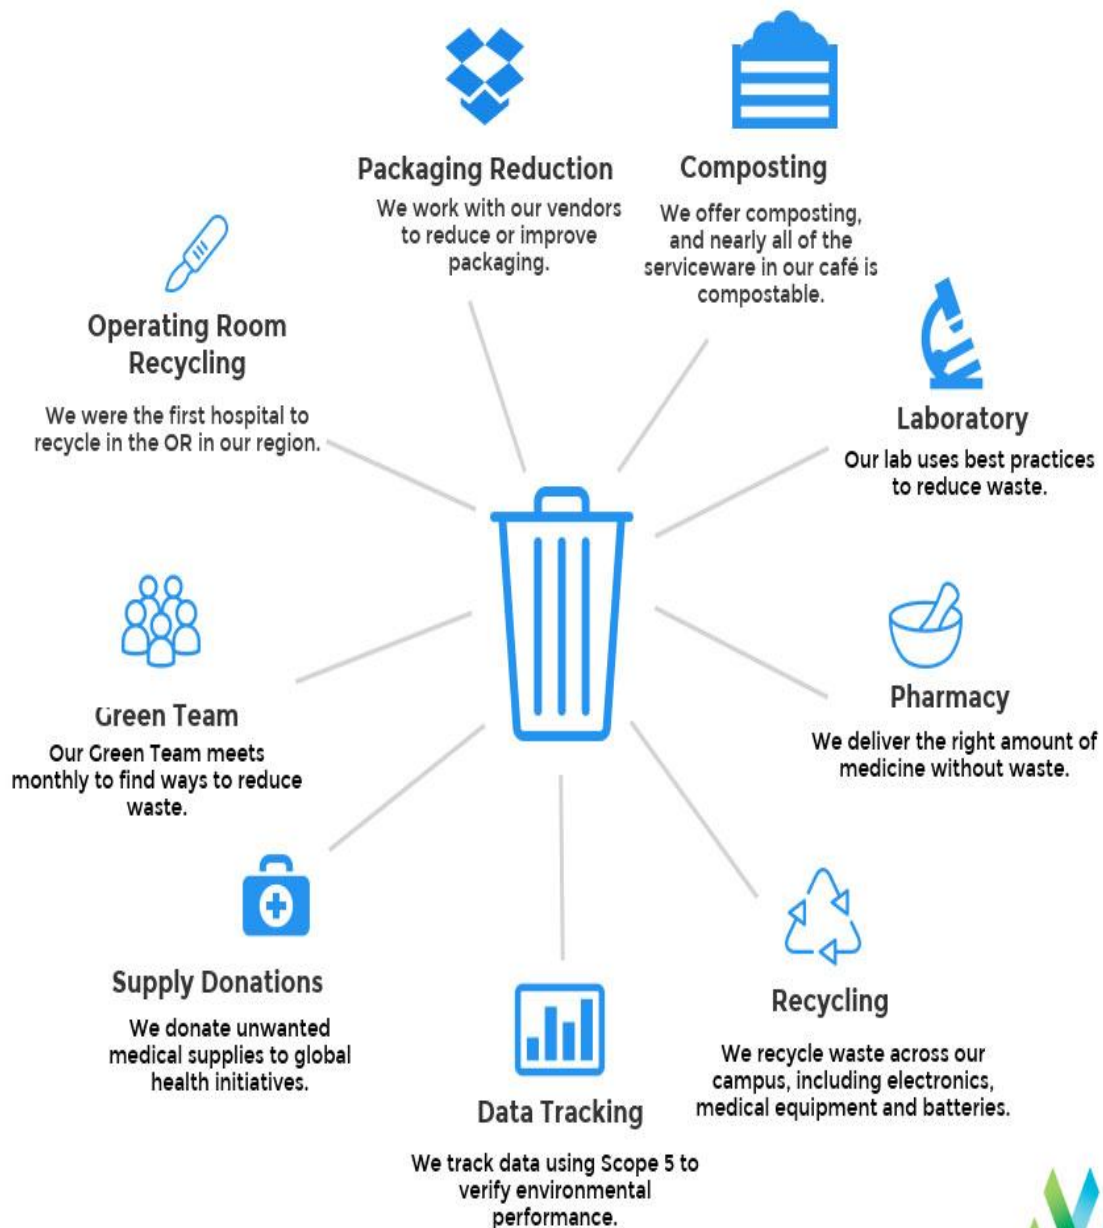 Packaging Reduction
We work with our vendors
to reduce or improve
packaging.
Composting
We offer composting,
and nearly all of the
serviceware in our café is
compostable.
Operating Room
Recycling
We were the first hospital to
recycle in the OR in our region.
Laboratory
Our lab uses best practices
to reduce waste.
Green Team
Our Green Team meets
monthly to find ways to reduce
waste.
Pharmacy
We deliver the right amount of
medicine without waste.
Supply Donations
We donate unwanted
medical supplies to global
health initiatives.
Data Tracking
We track data using Scope 5 to
verify environmental
performance.
Recycling
We recycle waste across our
campus, including electronics,
medical equipment and batteries.